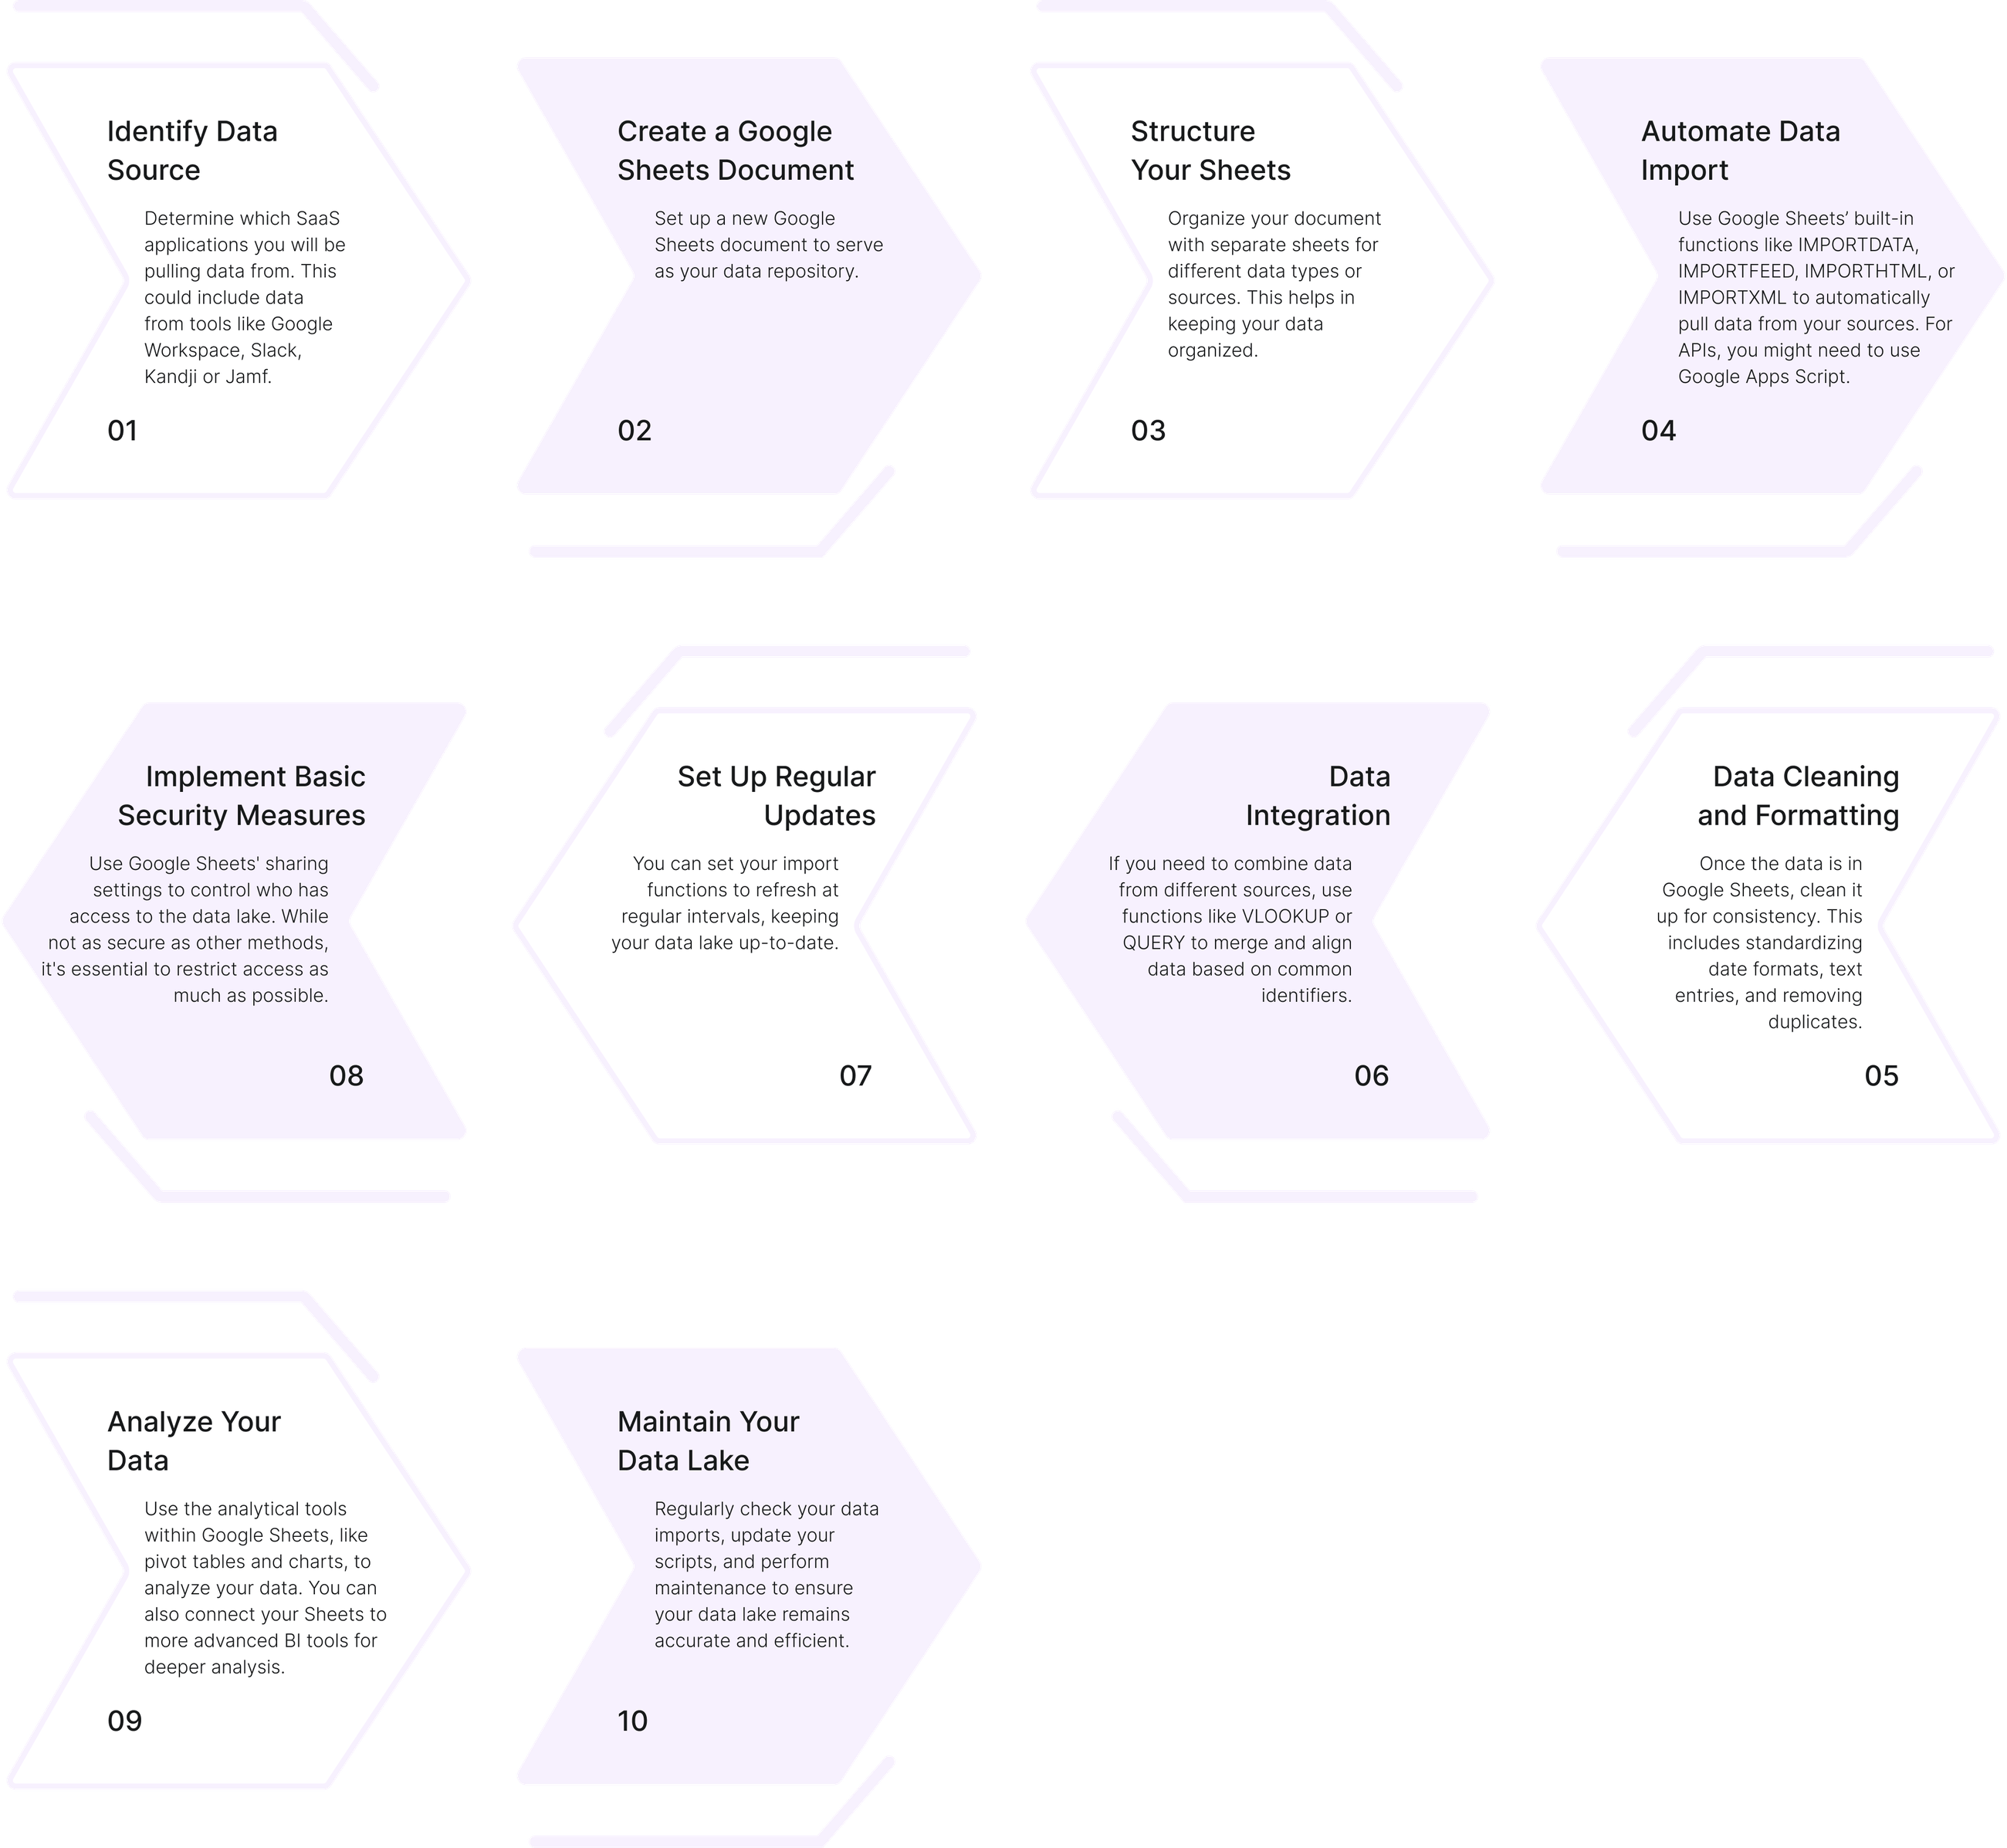 Identify Data
Source
Determine which SaaS
applications you will be
pulling data from. This
could include data
from tools like Google
Workspace, Slack,
Kandji or Jamf.
01
Create a Google
Sheets Document
Set up a new Google
Sheets document to serve
as your data repository.
02
Structure
Your Sheets
Organize your document
with separate sheets for
different data types or
sources. This helps in
keeping your data
organized.
03
Automate Data
Import
Use Google Sheets’ built-in
functions like IMPORTDATA,
IMPORTFEED, IMPORTHTML, or
IMPORTXML to automatically
pull data from your sources. For
APIs, you might need to use
Google Apps Script.
04
Data Cleaning
and Formatting
Once the data is in
Google Sheets, clean it
up for consistency. This
includes standardizing
date formats, text
entries, and removing
duplicates.
05
Data
Integration
If you need to combine data
from different sources, use
functions like VLOOKUP or
QUERY to merge and align
data based on common
identifiers.
06
Set Up Regular
Updates
You can set your import
functions to refresh at
regular intervals, keeping
your data lake up-to-date.
07
Implement Basic
Security Measures
Use Google Sheets' sharing
settings to control who has
access to the data lake. While
not as secure as other methods,
it's essential to restrict access as
much as possible.
08
Analyze Your
Data
Use the analytical tools
within Google Sheets, like
pivot tables and charts, to
analyze your data. You can
also connect your Sheets to
more advanced BI tools for
deeper analysis.
09
Maintain Your
Data Lake
Regularly check your data
imports, update your
scripts, and perform
maintenance to ensure
your data lake remains
accurate and efficient.
10